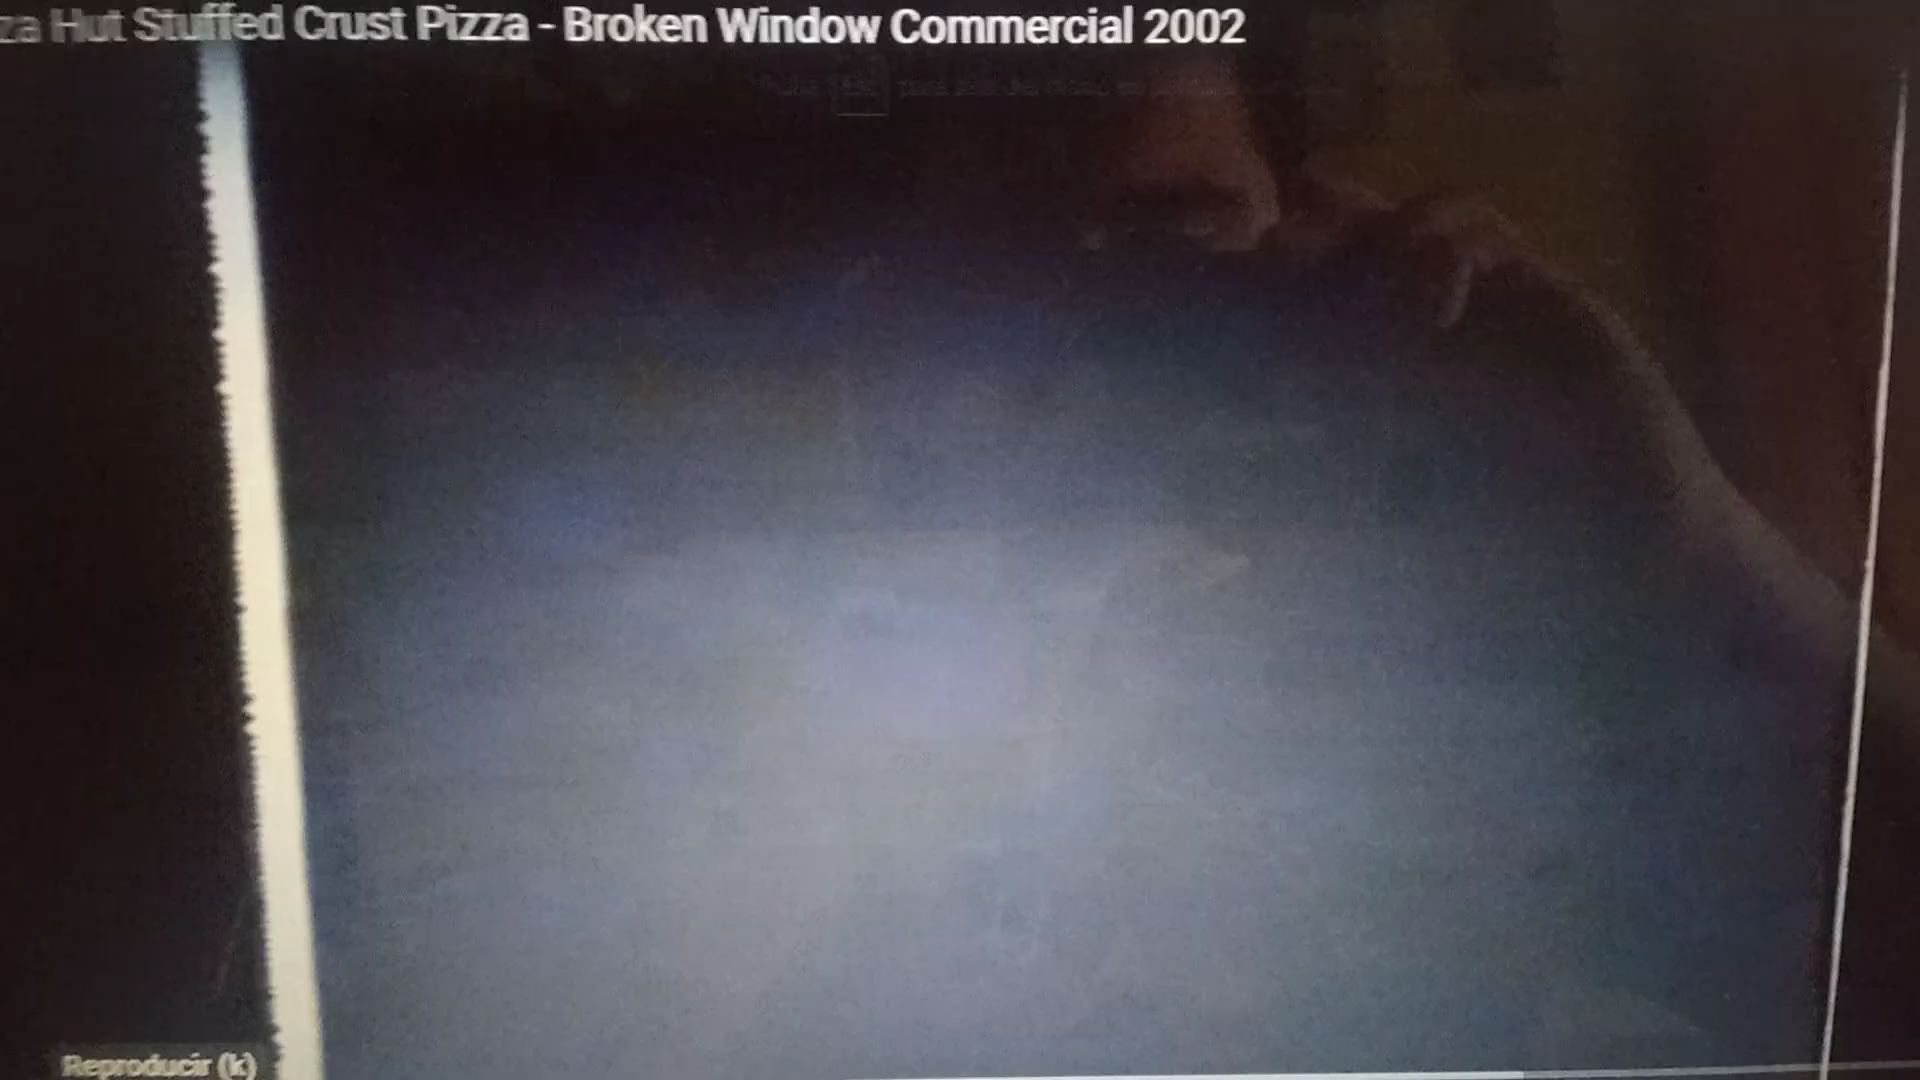 za Hut Stuffed Crust Pizza - Broken Window Commercial 2002
Reproducir (k)